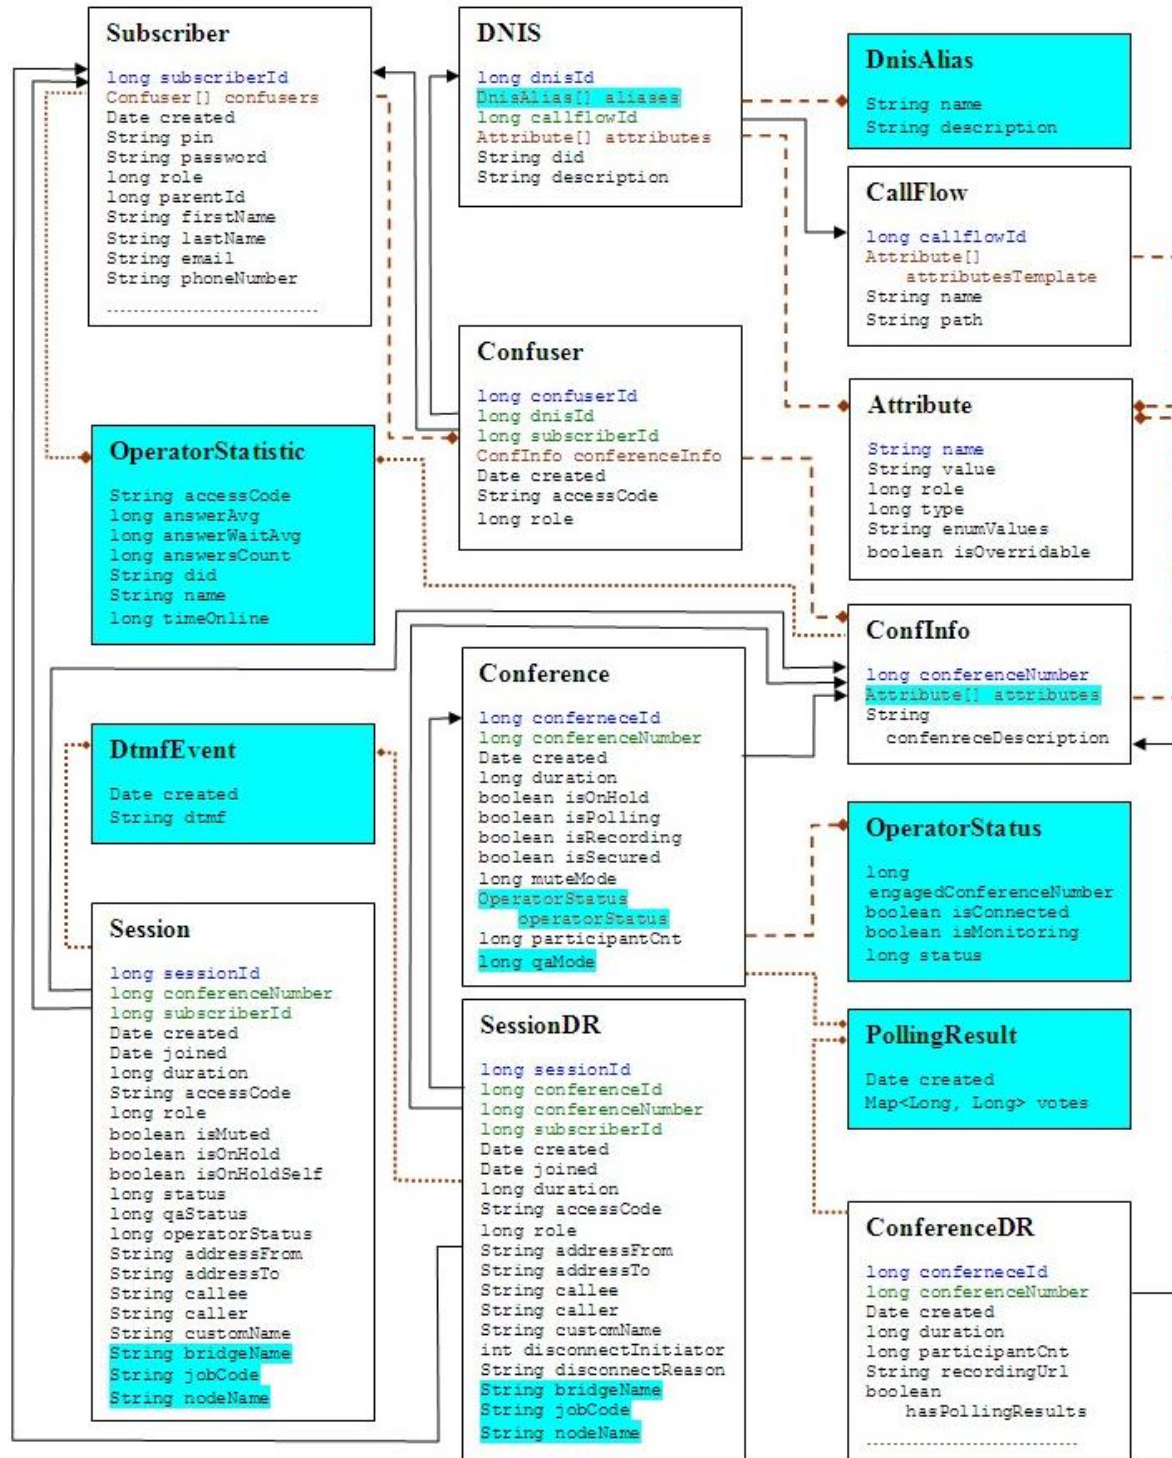 Subscriber
long subscriberId
Confuser[] confusers
Date created
String pin
String password
long role
long parentId
String firstName
String lastName
String email
String phoneNumber
------------------------------
DNIS
long dnisId
DnisAlias[] aliases
long callflowId
Attribute[] attributes
String did
String description
DnisAlias
String name
String description
CallFlow
long callflowId
Attribute[]
attributesTemplate
String name
String path
Confuser
long confuserId
long dnisId
long subscriberId
ConfInfo conferenceInfo
Date created
String accessCode
long role
Attribute
String name
String value
long role
long type
String enumValues
boolean isOverridable
OperatorStatistic
String accessCode
long answerAvg
long answerWaitAvg
long answersCount
String did
String name
long timeOnline
ConfInfo
long conferenceNumber
Attribute[] attributes
String
confenreceDescription
Conference
long conferneceId
long conferenceNumber
Date created
long duration
boolean isOnHold
boolean isPolling
boolean isRecording
boolean isSecured
long muteMode
OperatorStatus
operatorStatus
long participantCnt
long qaMode
DtmfEvent
Date created
String dtmf
OperatorStatus
long
engagedConferenceNumber
boolean isConnected
boolean isMonitoring
long status
Session
long sessionId
long conferenceNumber
long subscriberId
Date created
Date joined
long duration
String accessCode
long role
boolean isMuted
boolean isOnHold
boolean isOnHoldSelf
long status
long qaStatus
long operatorStatus
String addressFrom
String addressTo
String callee
String caller
String customName
String bridgeName
String jobCode
String nodeName
SessionDR
long sessionId
long conferenceId
long conferenceNumber
long subscriberId
Date created
Date joined
long duration
String accessCode
long role
String addressFrom
String addressTo
String callee
String caller
String customName
int disconnectInitiator
String disconnectReason
String bridgeName
String jobCode
String nodeName
PollingResult
Date created
Map<Long, Long> votes
ConferenceDR
long conferneceId
long conferenceNumber
Date created
long duration
long participantCnt
String recordingUrl
boolean
hasPollingResults
------------------------------